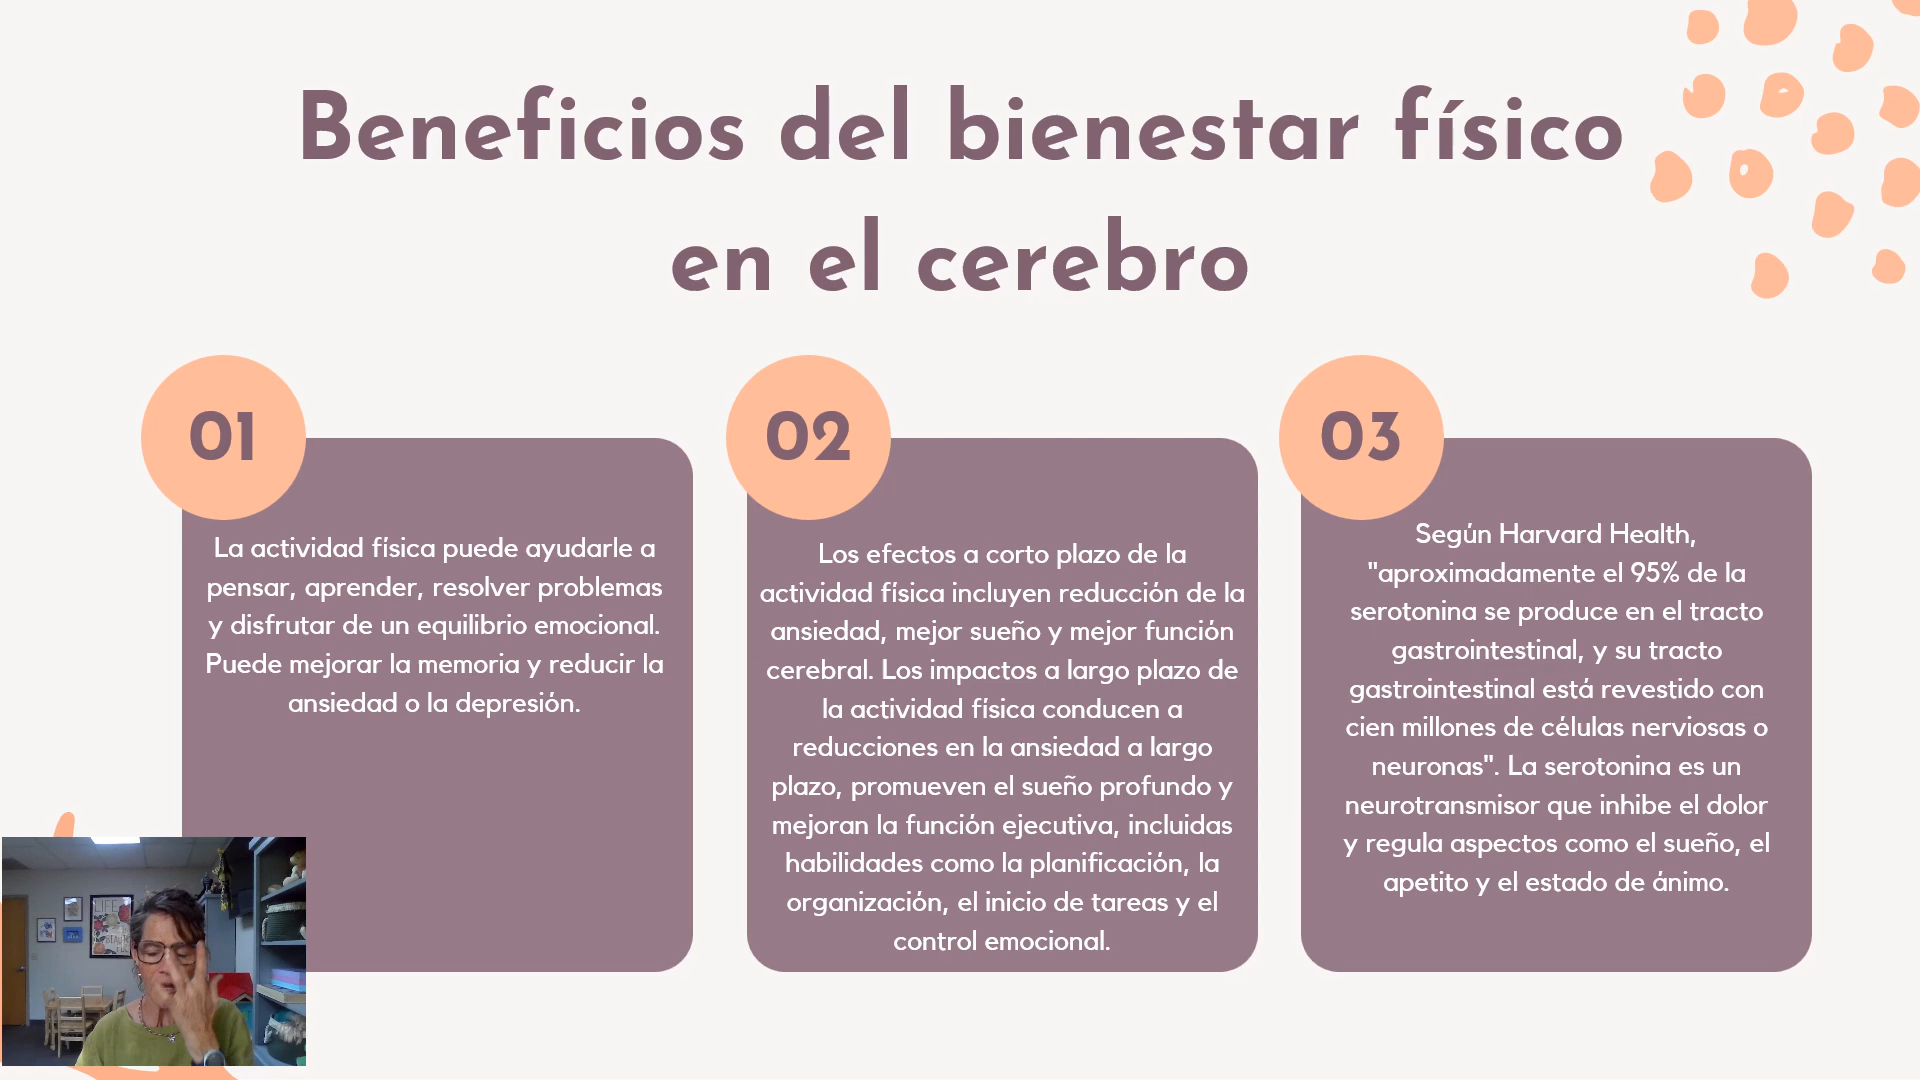 Beneficios del bienestar físico
en el cerebro
01
La actividad física puede ayudarle a
pensar, aprender, resolver problemas
y disfrutar de un equilibrio emocional.
Puede mejorar la memoria y reducir la
ansiedad o la depresión.
02
Los efectos a corto plazo de la
actividad física incluyen reducción de la
ansiedad, mejor sueño y mejor función
cerebral. Los impactos a largo plazo de
la actividad física conducen a
reducciones en la ansiedad a largo
plazo, promueven el sueño profundo y
mejoran la función ejecutiva, incluidas
habilidades como la planificación, la
organización, el inicio de tareas y el
control emocional.
03
Según Harvard Health,
"aproximadamente el 95% de la
serotonina se produce en el tracto
gastrointestinal, y su tracto
gastrointestinal está revestido con
cien millones de células nerviosas o
neuronas". La serotonina es un
neurotransmisor que inhibe el dolor
y regula aspectos como el sueño, el
apetito y el estado de ánimo.
LIFE